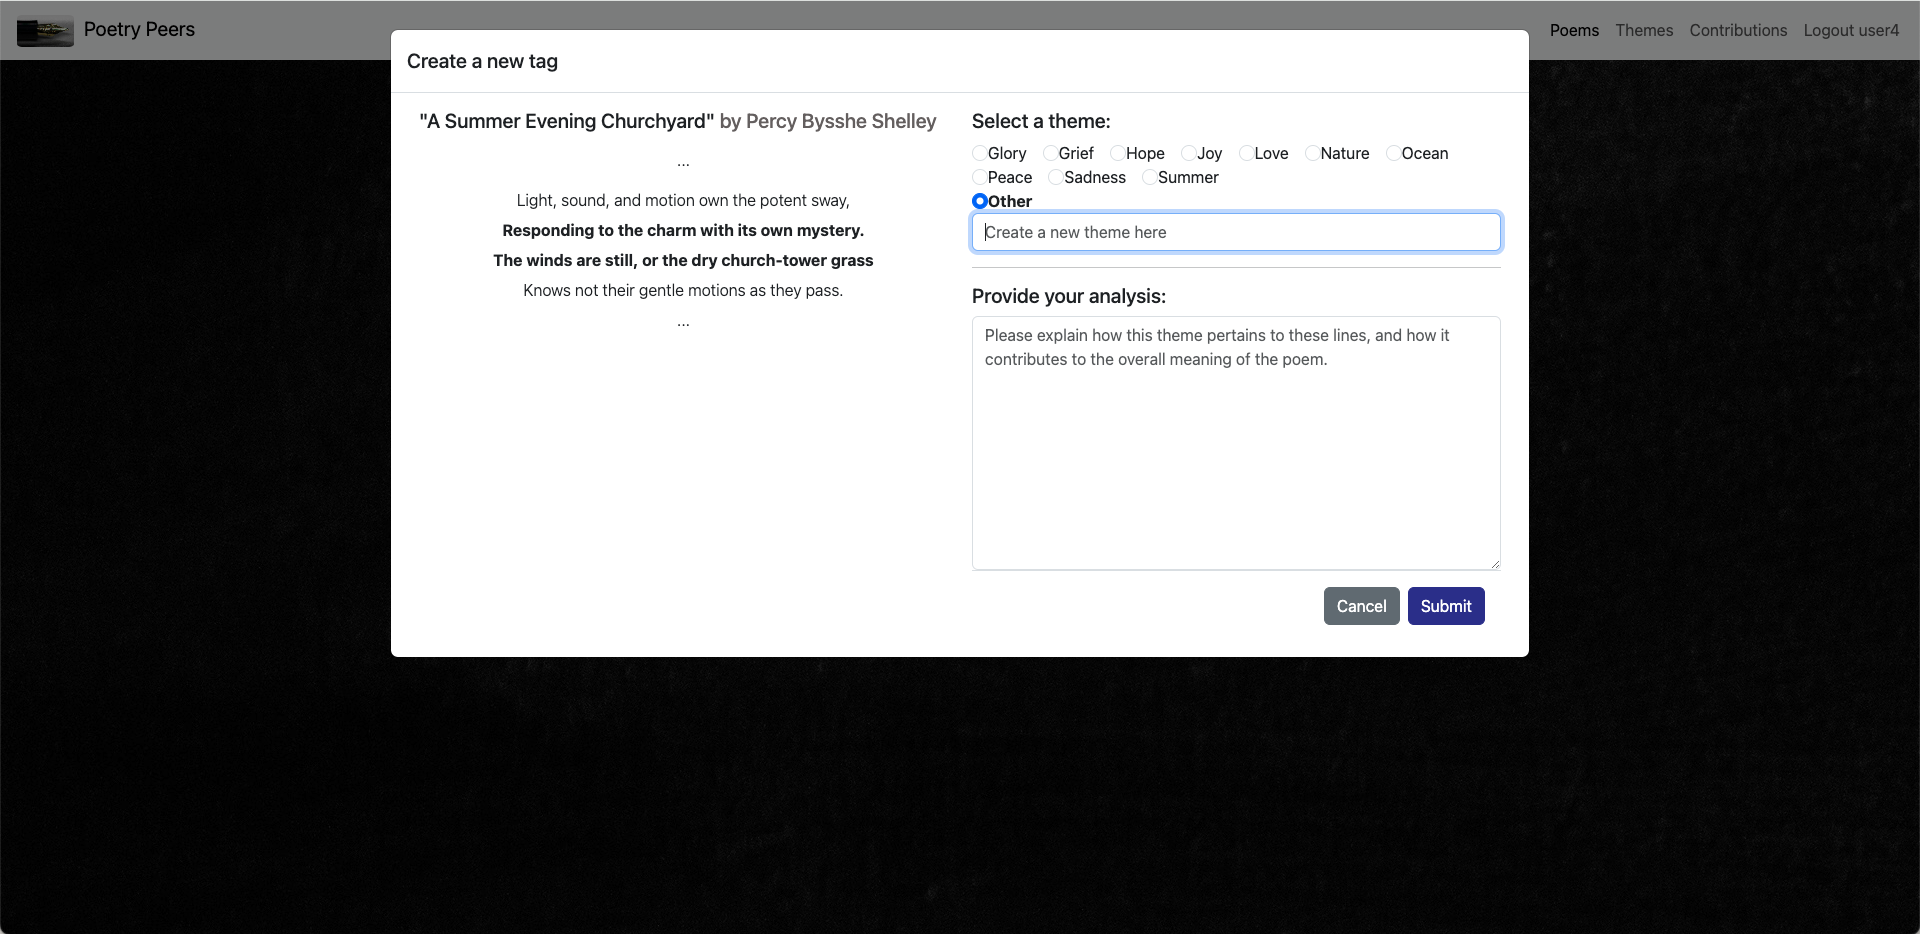 Poetry Peers
Poems Themes Contributions Logout user4
Create a new tag
"A Summer Evening Churchyard" by Percy Bysshe Shelley
...
Light, sound, and motion own the potent sway,
Responding to the charm with its own mystery.
The winds are still, or the dry church-tower grass
Knows not their gentle motions as they pass.
...
Select a theme:
Glory Grief Hope Joy Love Nature Ocean
Peace Sadness Summer
Other
Create a new theme here
Provide your analysis:
Please explain how this theme pertains to these lines, and how it
contributes to the overall meaning of the poem.
Cancel Submit